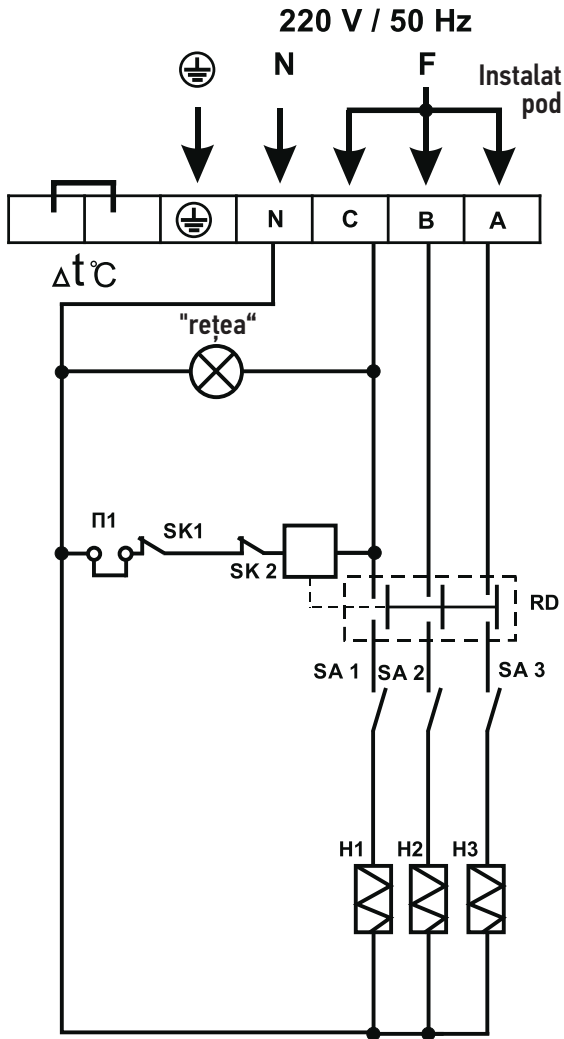 220 V / 50 Hz
N
F
Instalat
pod
N
C
B
A
Δt°C
"rețea“
П1
SK1
SK 2
RD
SA 1
SA 2
SA 3
H1
H2
H3